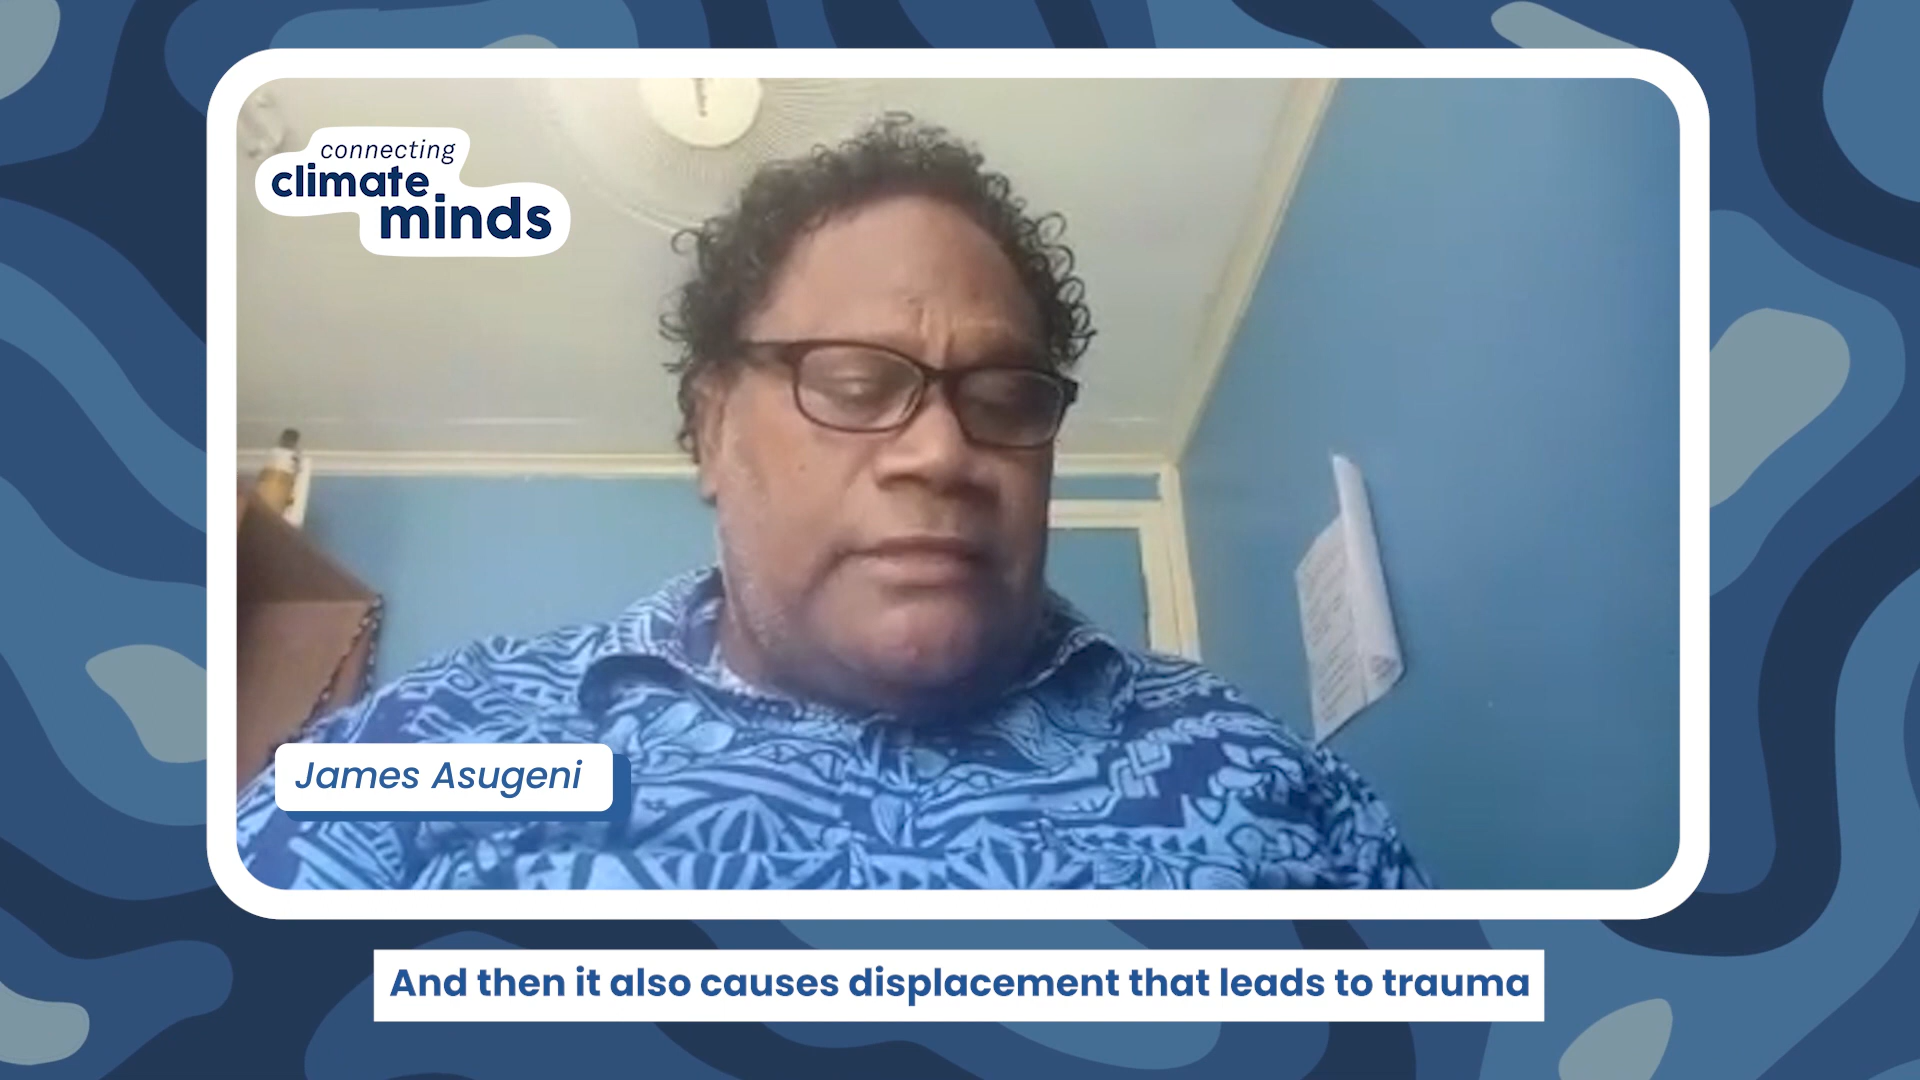 connecting
climate
minds
James Asugeni
And then it also causes displacement that leads to trauma